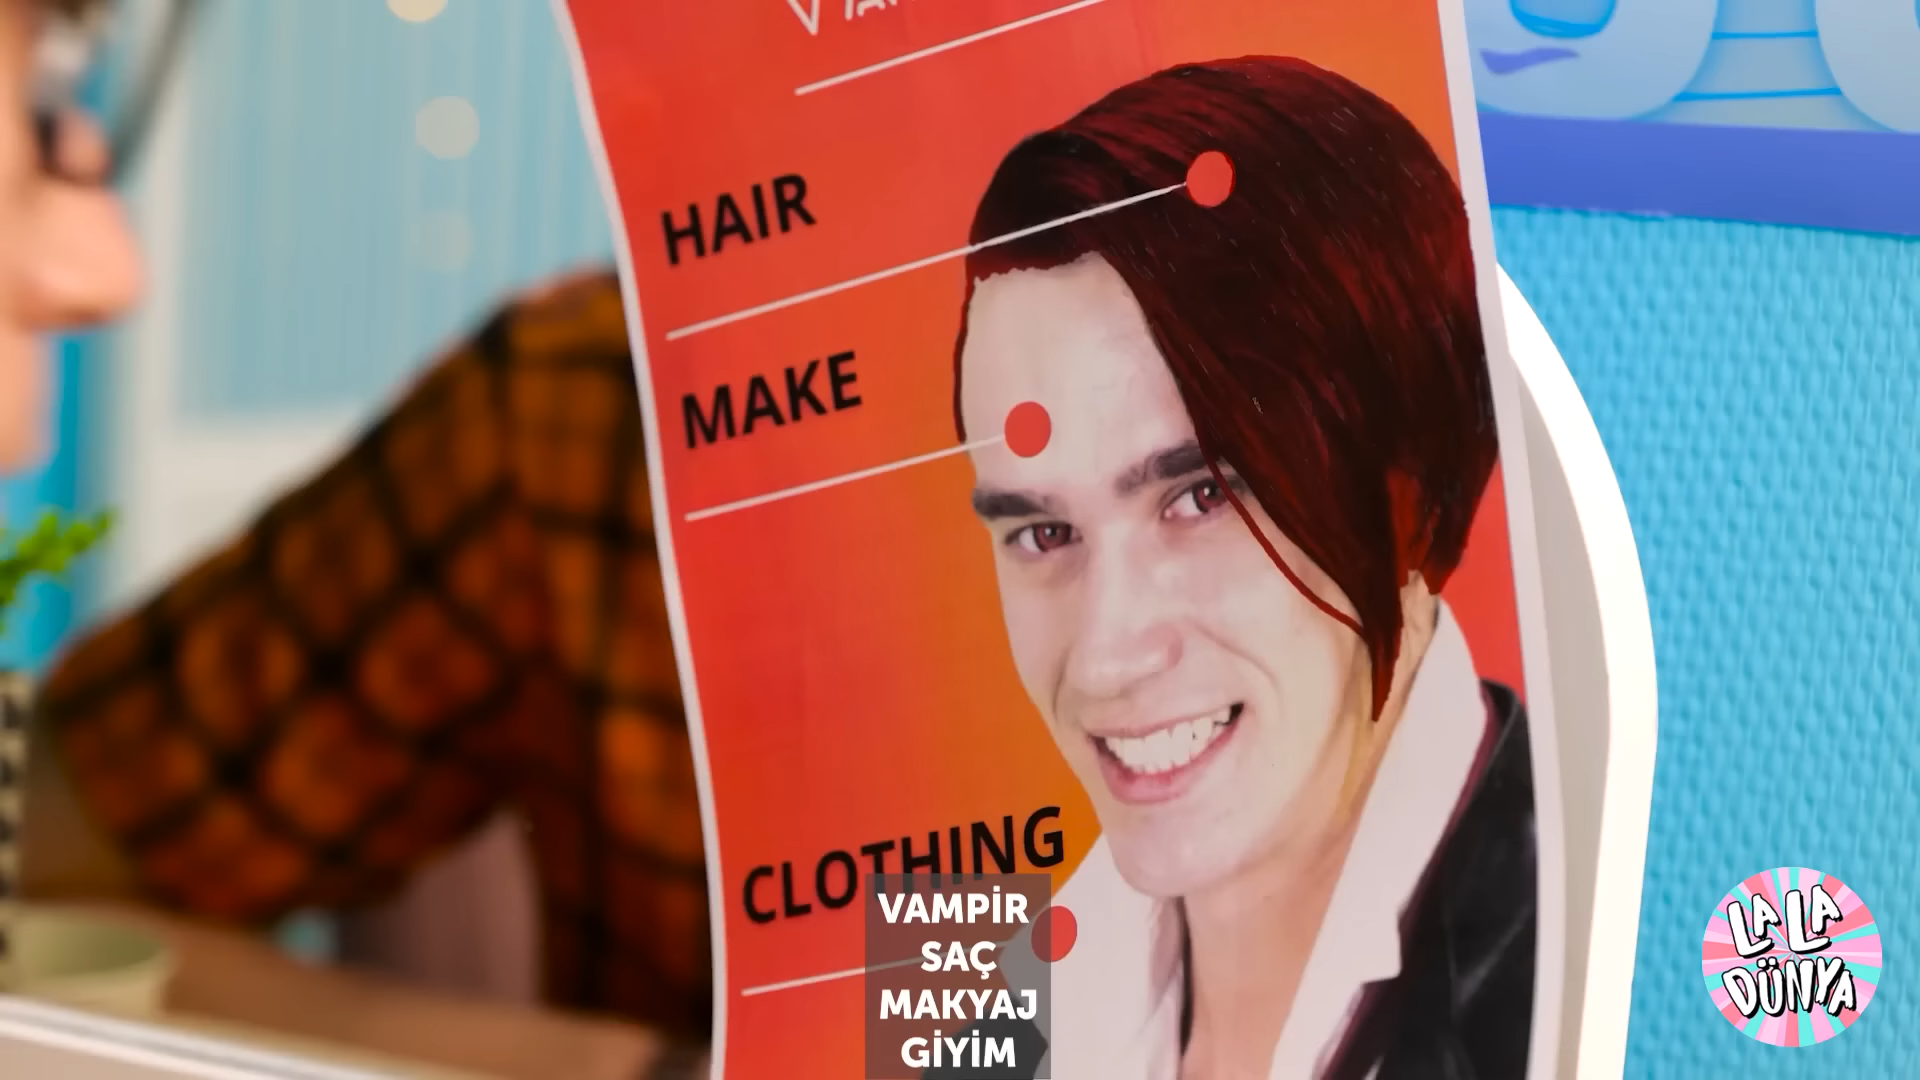 HAIR
MAKE
CLOTHING
VAMPİR
SAÇ
MAKYAJ
GİYİM
LA LA
DÜNYA